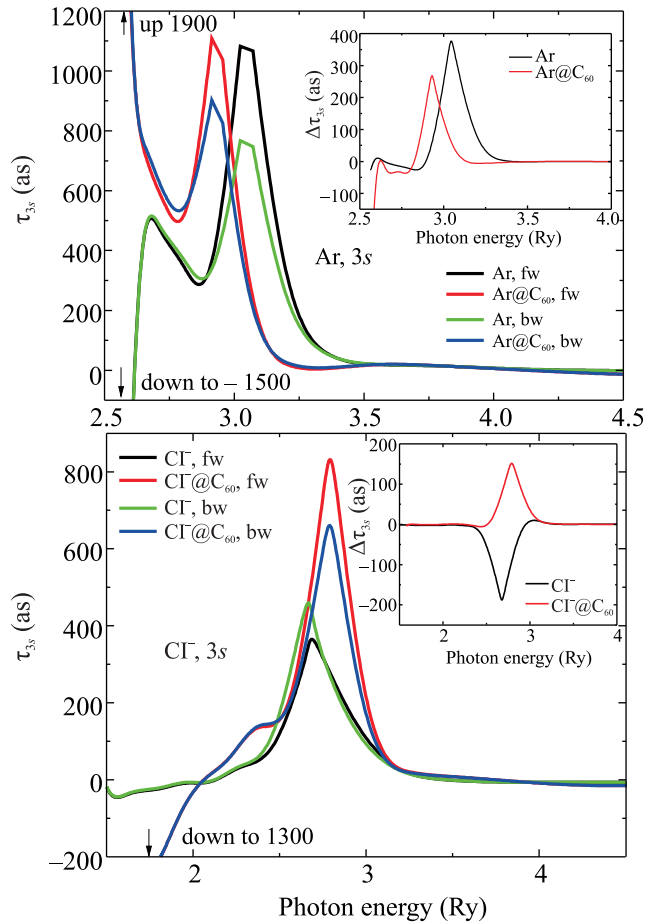 1200
1000
800
600
400
200
0
τ₃ₛ (as)
up 1900
down to – 1500
Ar, 3s
Ar, fw
Ar@C₆₀, fw
Ar, bw
Ar@C₆₀, bw
2.5 3.0 3.5 4.0 4.5
400
300
200
100
0
−100
Δτ₃ₛ (as)
Ar
Ar@C₆₀
2.5 3.0 3.5 4.0
Photon energy (Ry)
800
600
400
200
0
−200
τ₃ₛ (as)
Cl⁻, fw
Cl⁻@C₆₀, fw
Cl⁻, bw
Cl⁻@C₆₀, bw
Cl⁻, 3s
down to 1300
200
100
0
−100
−200
Δτ₃ₛ (as)
Cl⁻
Cl⁻@C₆₀
2 3 4
Photon energy (Ry)
2 3 4
Photon energy (Ry)